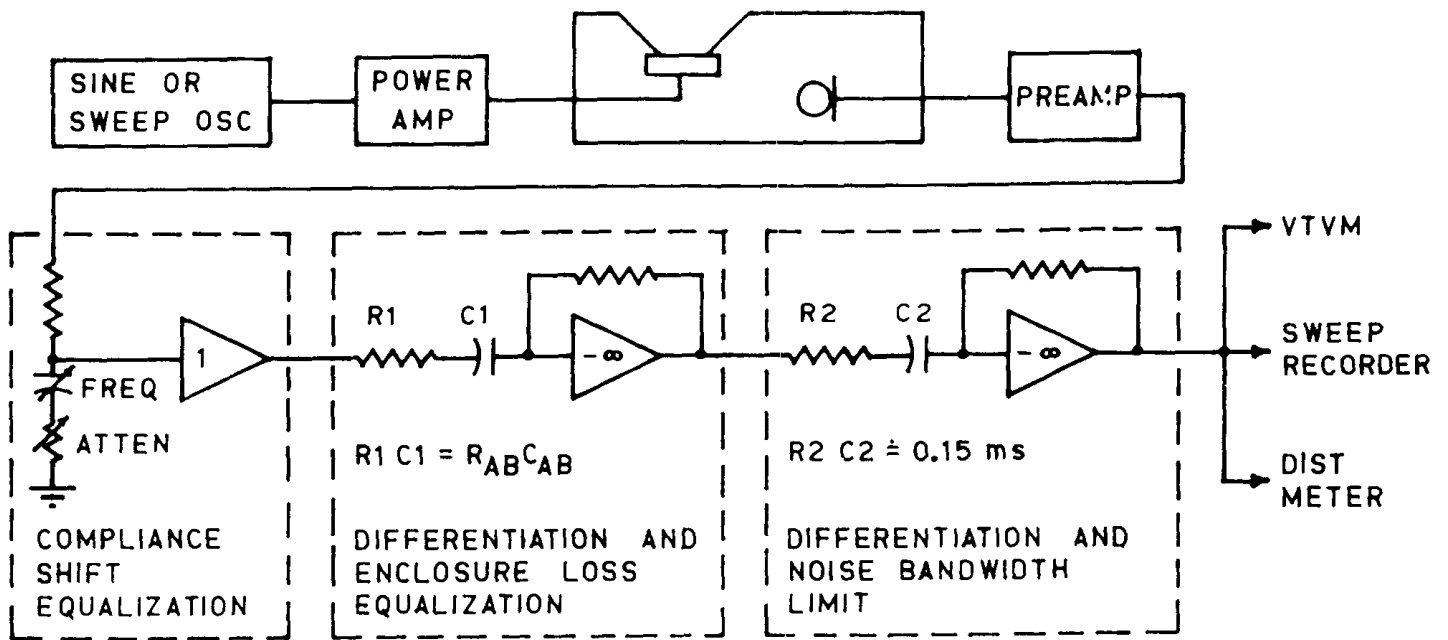 SINE OR
SWEEP OSC
POWER
AMP
PREAMP
FREQ
ATTEN
1
COMPLIANCE
SHIFT
EQUALIZATION
R1
C1
- ∞
R1 C1 = R_AB C_AB
DIFFERENTIATION AND
ENCLOSURE LOSS
EQUALIZATION
R2
C2
- ∞
R2 C2 ≐ 0.15 ms
DIFFERENTIATION AND
NOISE BANDWIDTH
LIMIT
VTVM
SWEEP
RECORDER
DIST
METER